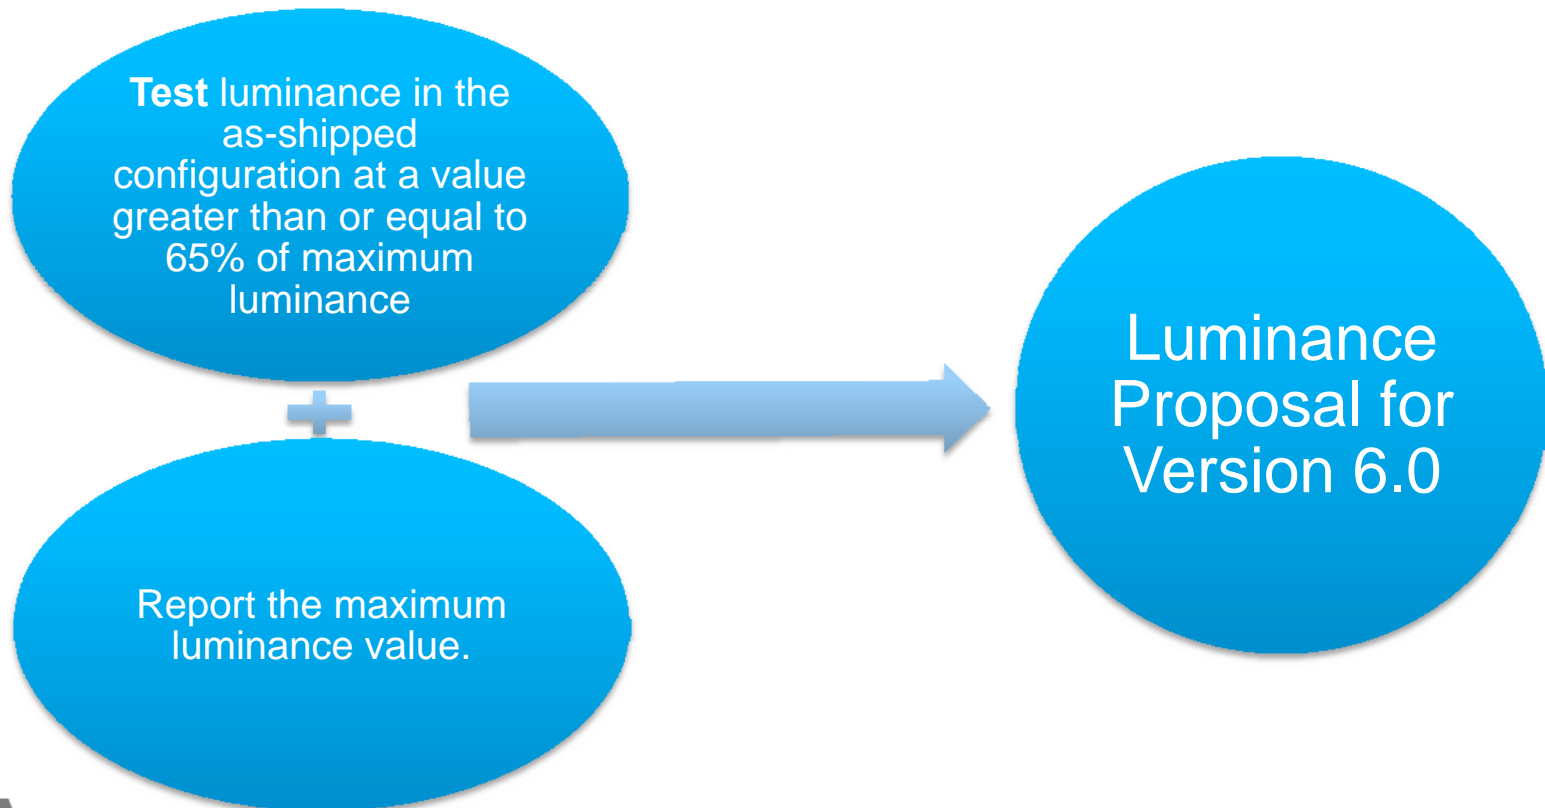 Test luminance in the
as-shipped
configuration at a value
greater than or equal to
65% of maximum
luminance
Report the maximum
luminance value.
Luminance
Proposal for
Version 6.0